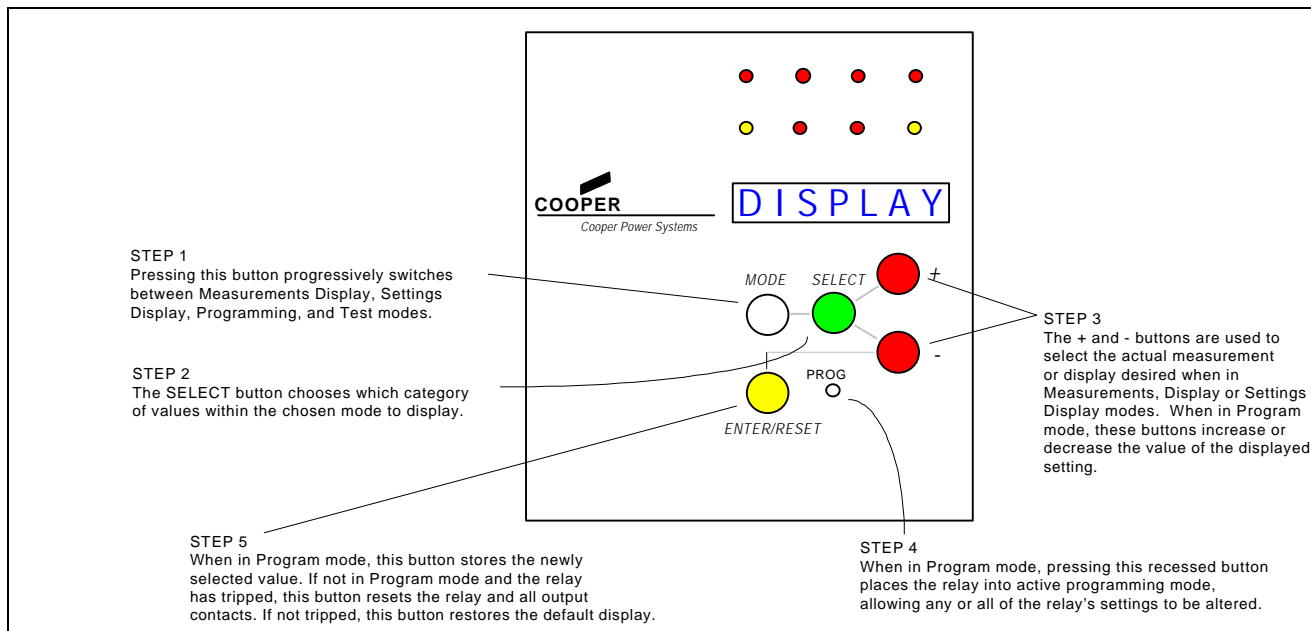 COOPER
Cooper Power Systems
DISPLAY
STEP 1
Pressing this button progressively switches
between Measurements Display, Settings
Display, Programming, and Test modes.
MODE
SELECT
+
-
STEP 2
The SELECT button chooses which category
of values within the chosen mode to display.
PROG
ENTER/RESET
STEP 3
The + and - buttons are used to
select the actual measurement
or display desired when in
Measurements, Display or Settings
Display modes. When in Program
mode, these buttons increase or
decrease the value of the displayed
setting.
STEP 4
When in Program mode, pressing this recessed button
places the relay into active programming mode,
allowing any or all of the relay's settings to be altered.
STEP 5
When in Program mode, this button stores the newly
selected value. If not in Program mode and the relay
has tripped, this button resets the relay and all output
contacts. If not tripped, this button restores the default display.